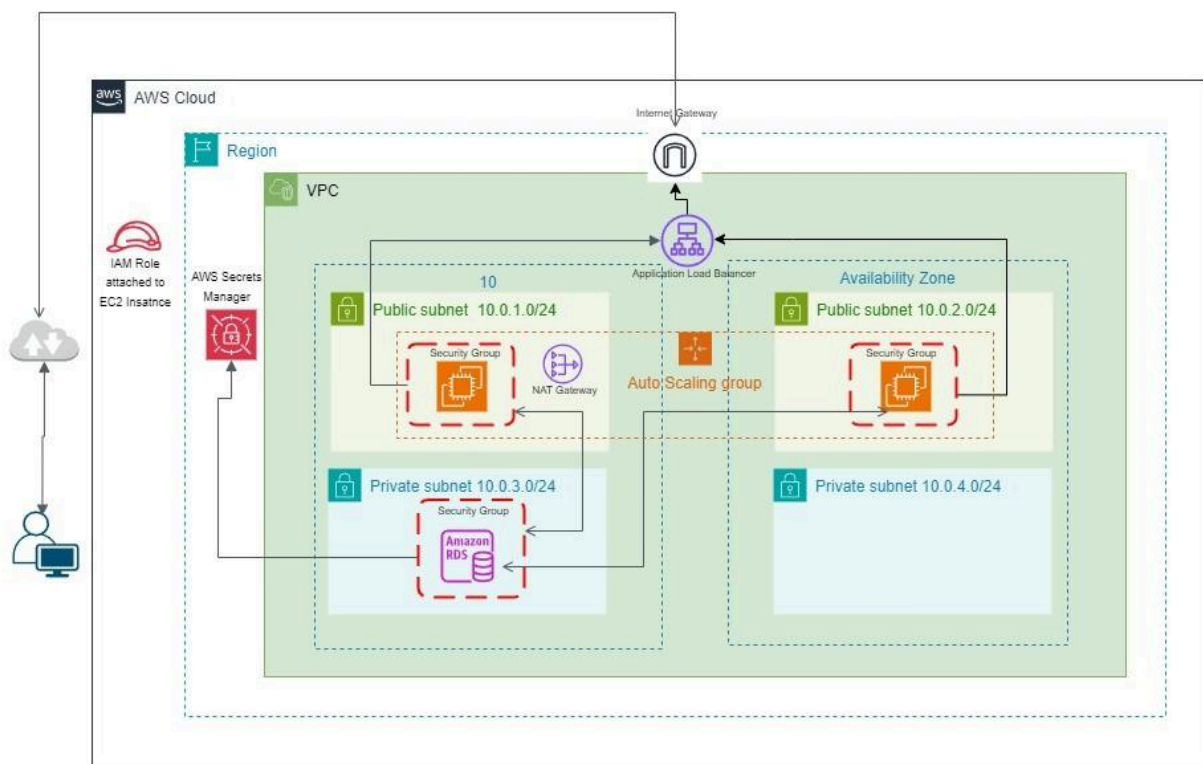 aws
AWS Cloud
Internet Gateway
Region
VPC
IAM Role
attached to
EC2 Insatnce
AWS Secrets
Manager
Application Load Balancer
10
Availability Zone
Public subnet 10.0.1.0/24
Public subnet 10.0.2.0/24
Security Group
NAT Gateway
Auto Scaling group
Security Group
Private subnet 10.0.3.0/24
Private subnet 10.0.4.0/24
Security Group
Amazon
RDS